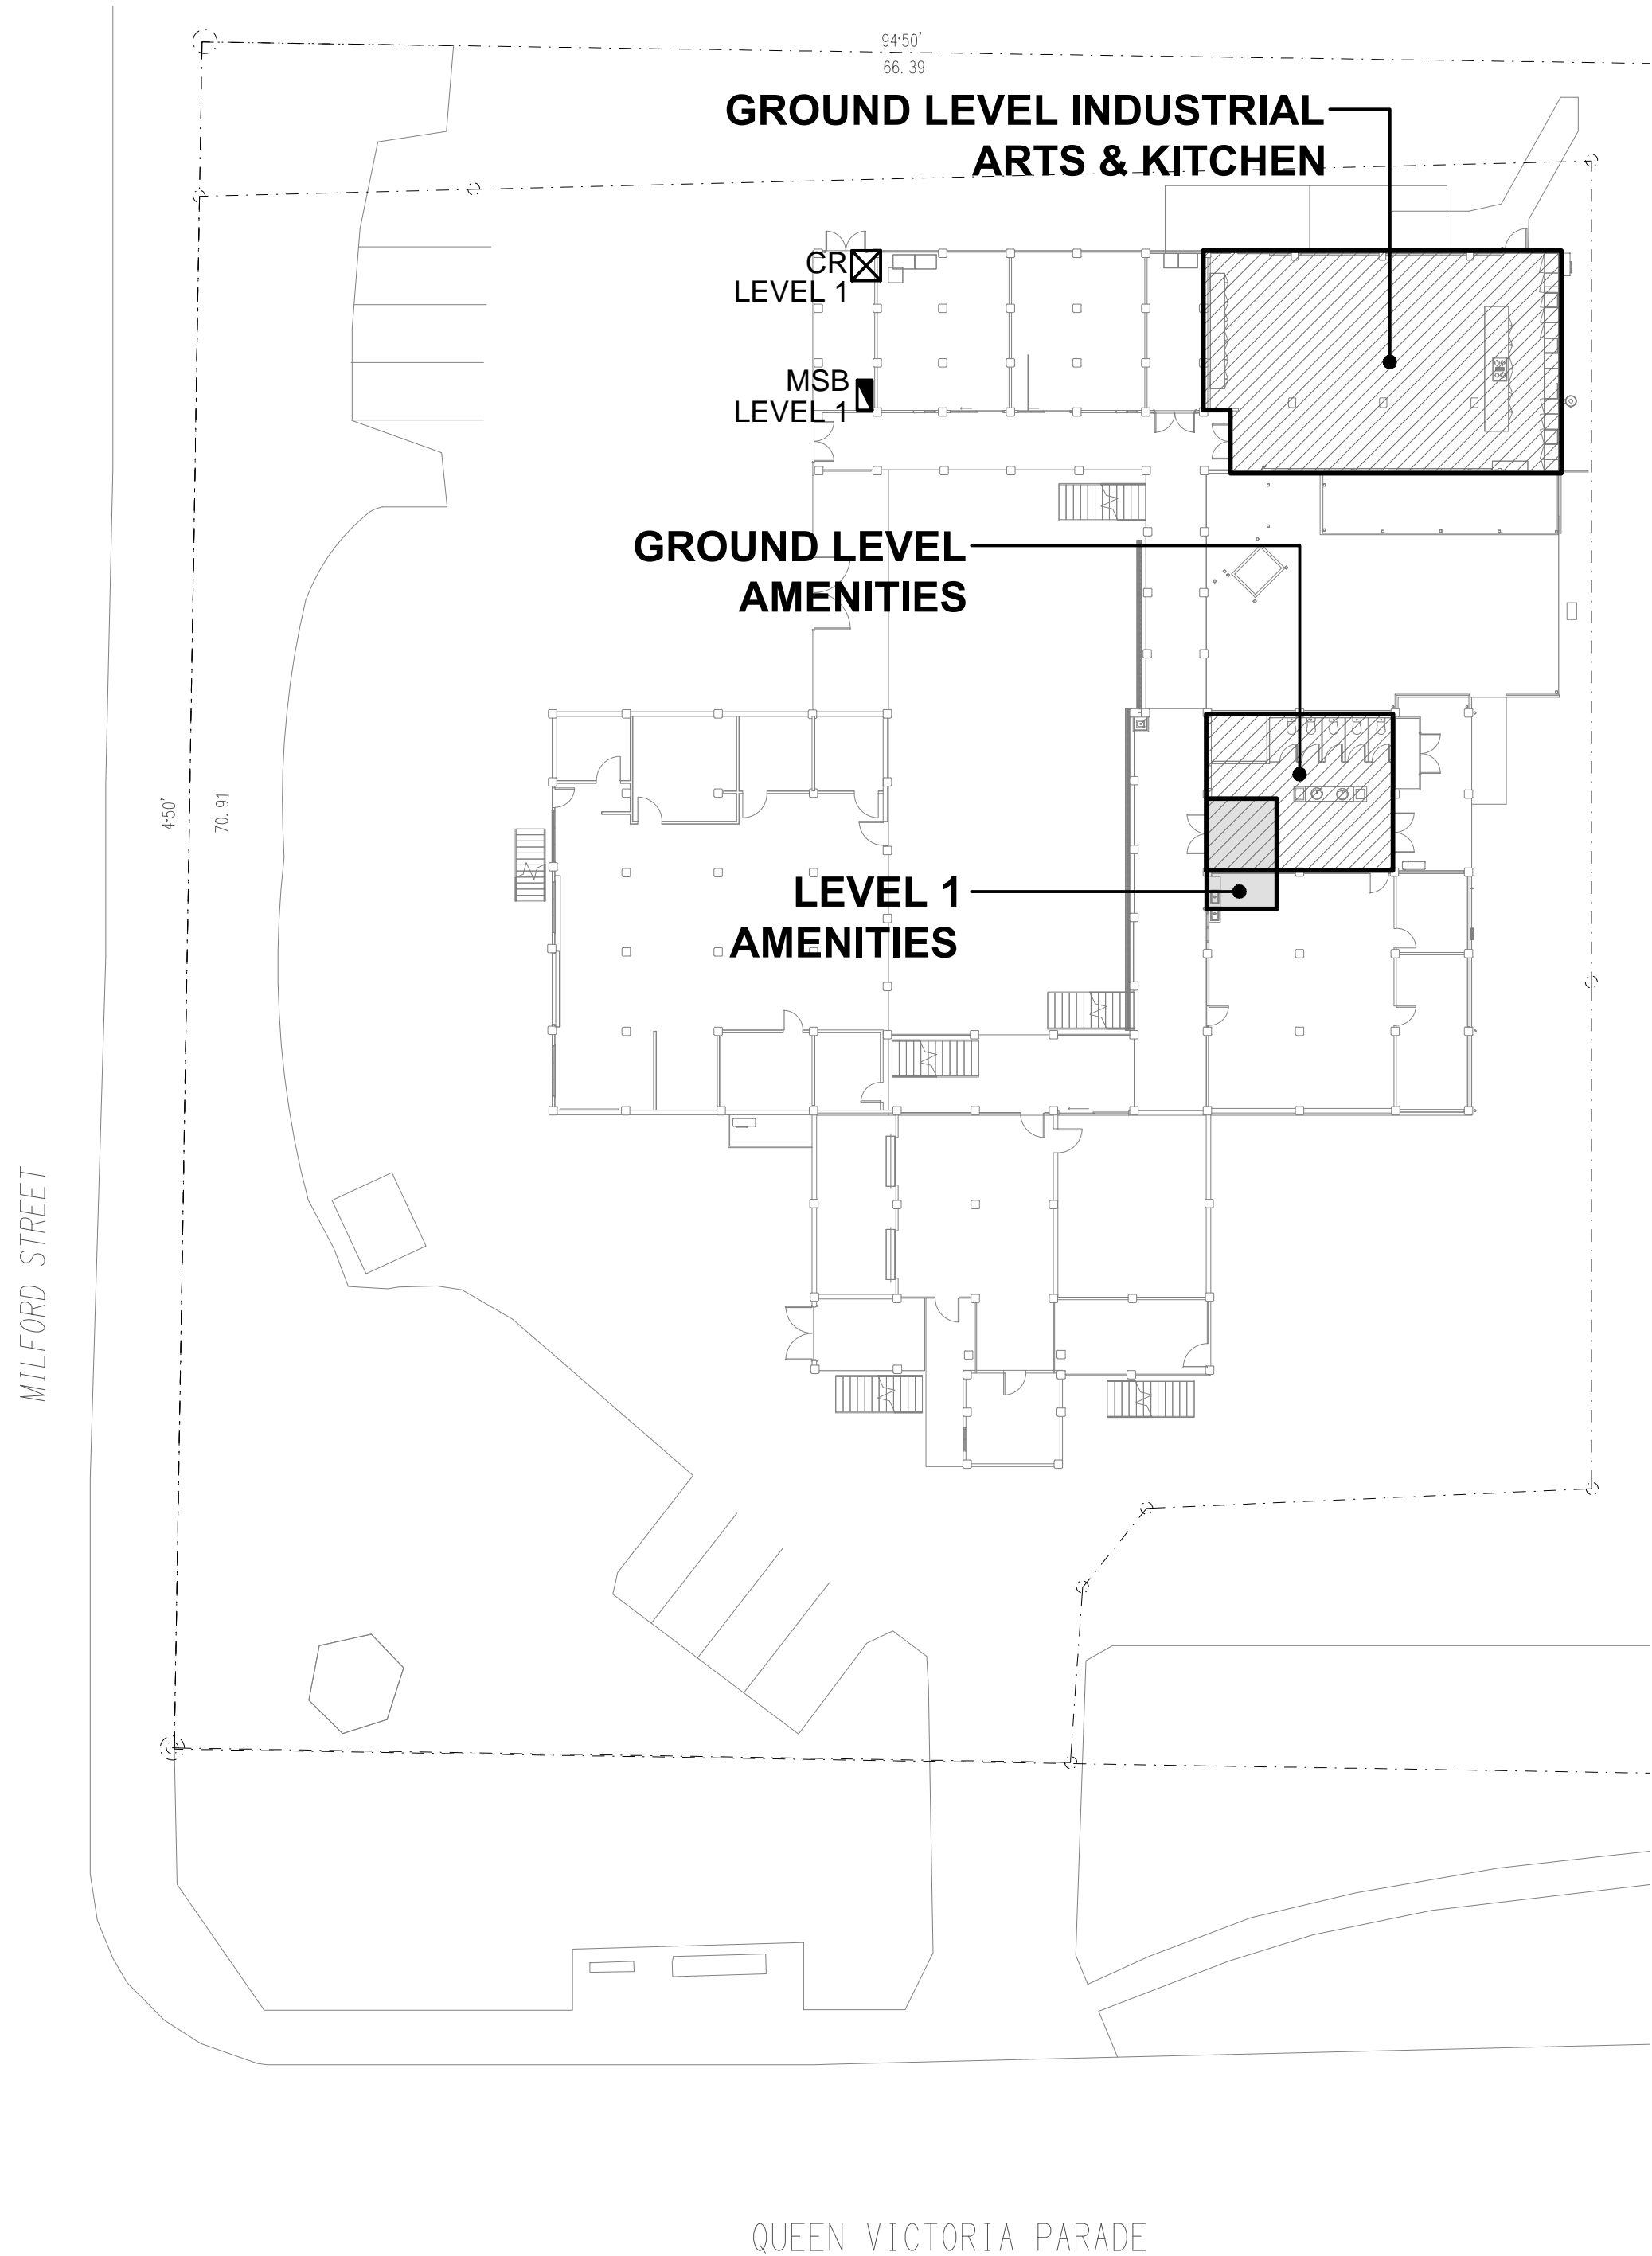 94°50'
66.39
GROUND LEVEL INDUSTRIAL
ARTS & KITCHEN
CR
LEVEL 1
MSB
LEVEL 1
GROUND LEVEL
AMENITIES
4°50'
70.91
LEVEL 1
AMENITIES
MILFORD STREET
QUEEN VICTORIA PARADE